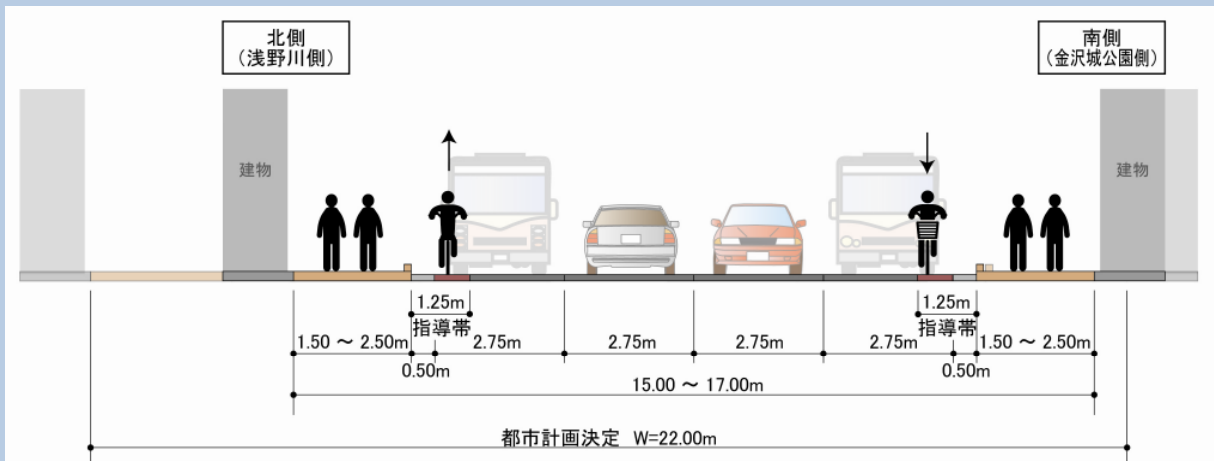 北側
（浅野川側）
南側
（金沢城公園側）
建物
建物
1.25m
指導帯
1.25m
指導帯
1.50 ～ 2.50m
2.75m
2.75m
2.75m
2.75m
1.50 ～ 2.50m
0.50m
0.50m
15.00 ～ 17.00m
都市計画決定 W=22.00m